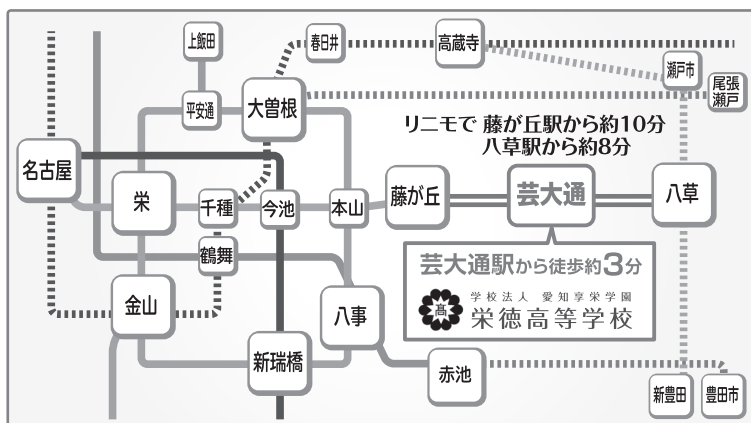 上飯田
春日井
高蔵寺
瀬戸市
尾張
瀬戸
平安通
大曽根
リニモで 藤が丘駅から約10分
八草駅から約8分
名古屋
栄
千種
今池
本山
藤が丘
芸大通
八草
鶴舞
芸大通駅から徒歩約3分
高
学校法人 愛知享栄学園
栄徳高等学校
金山
八事
新瑞橋
赤池
新豊田
豊田市